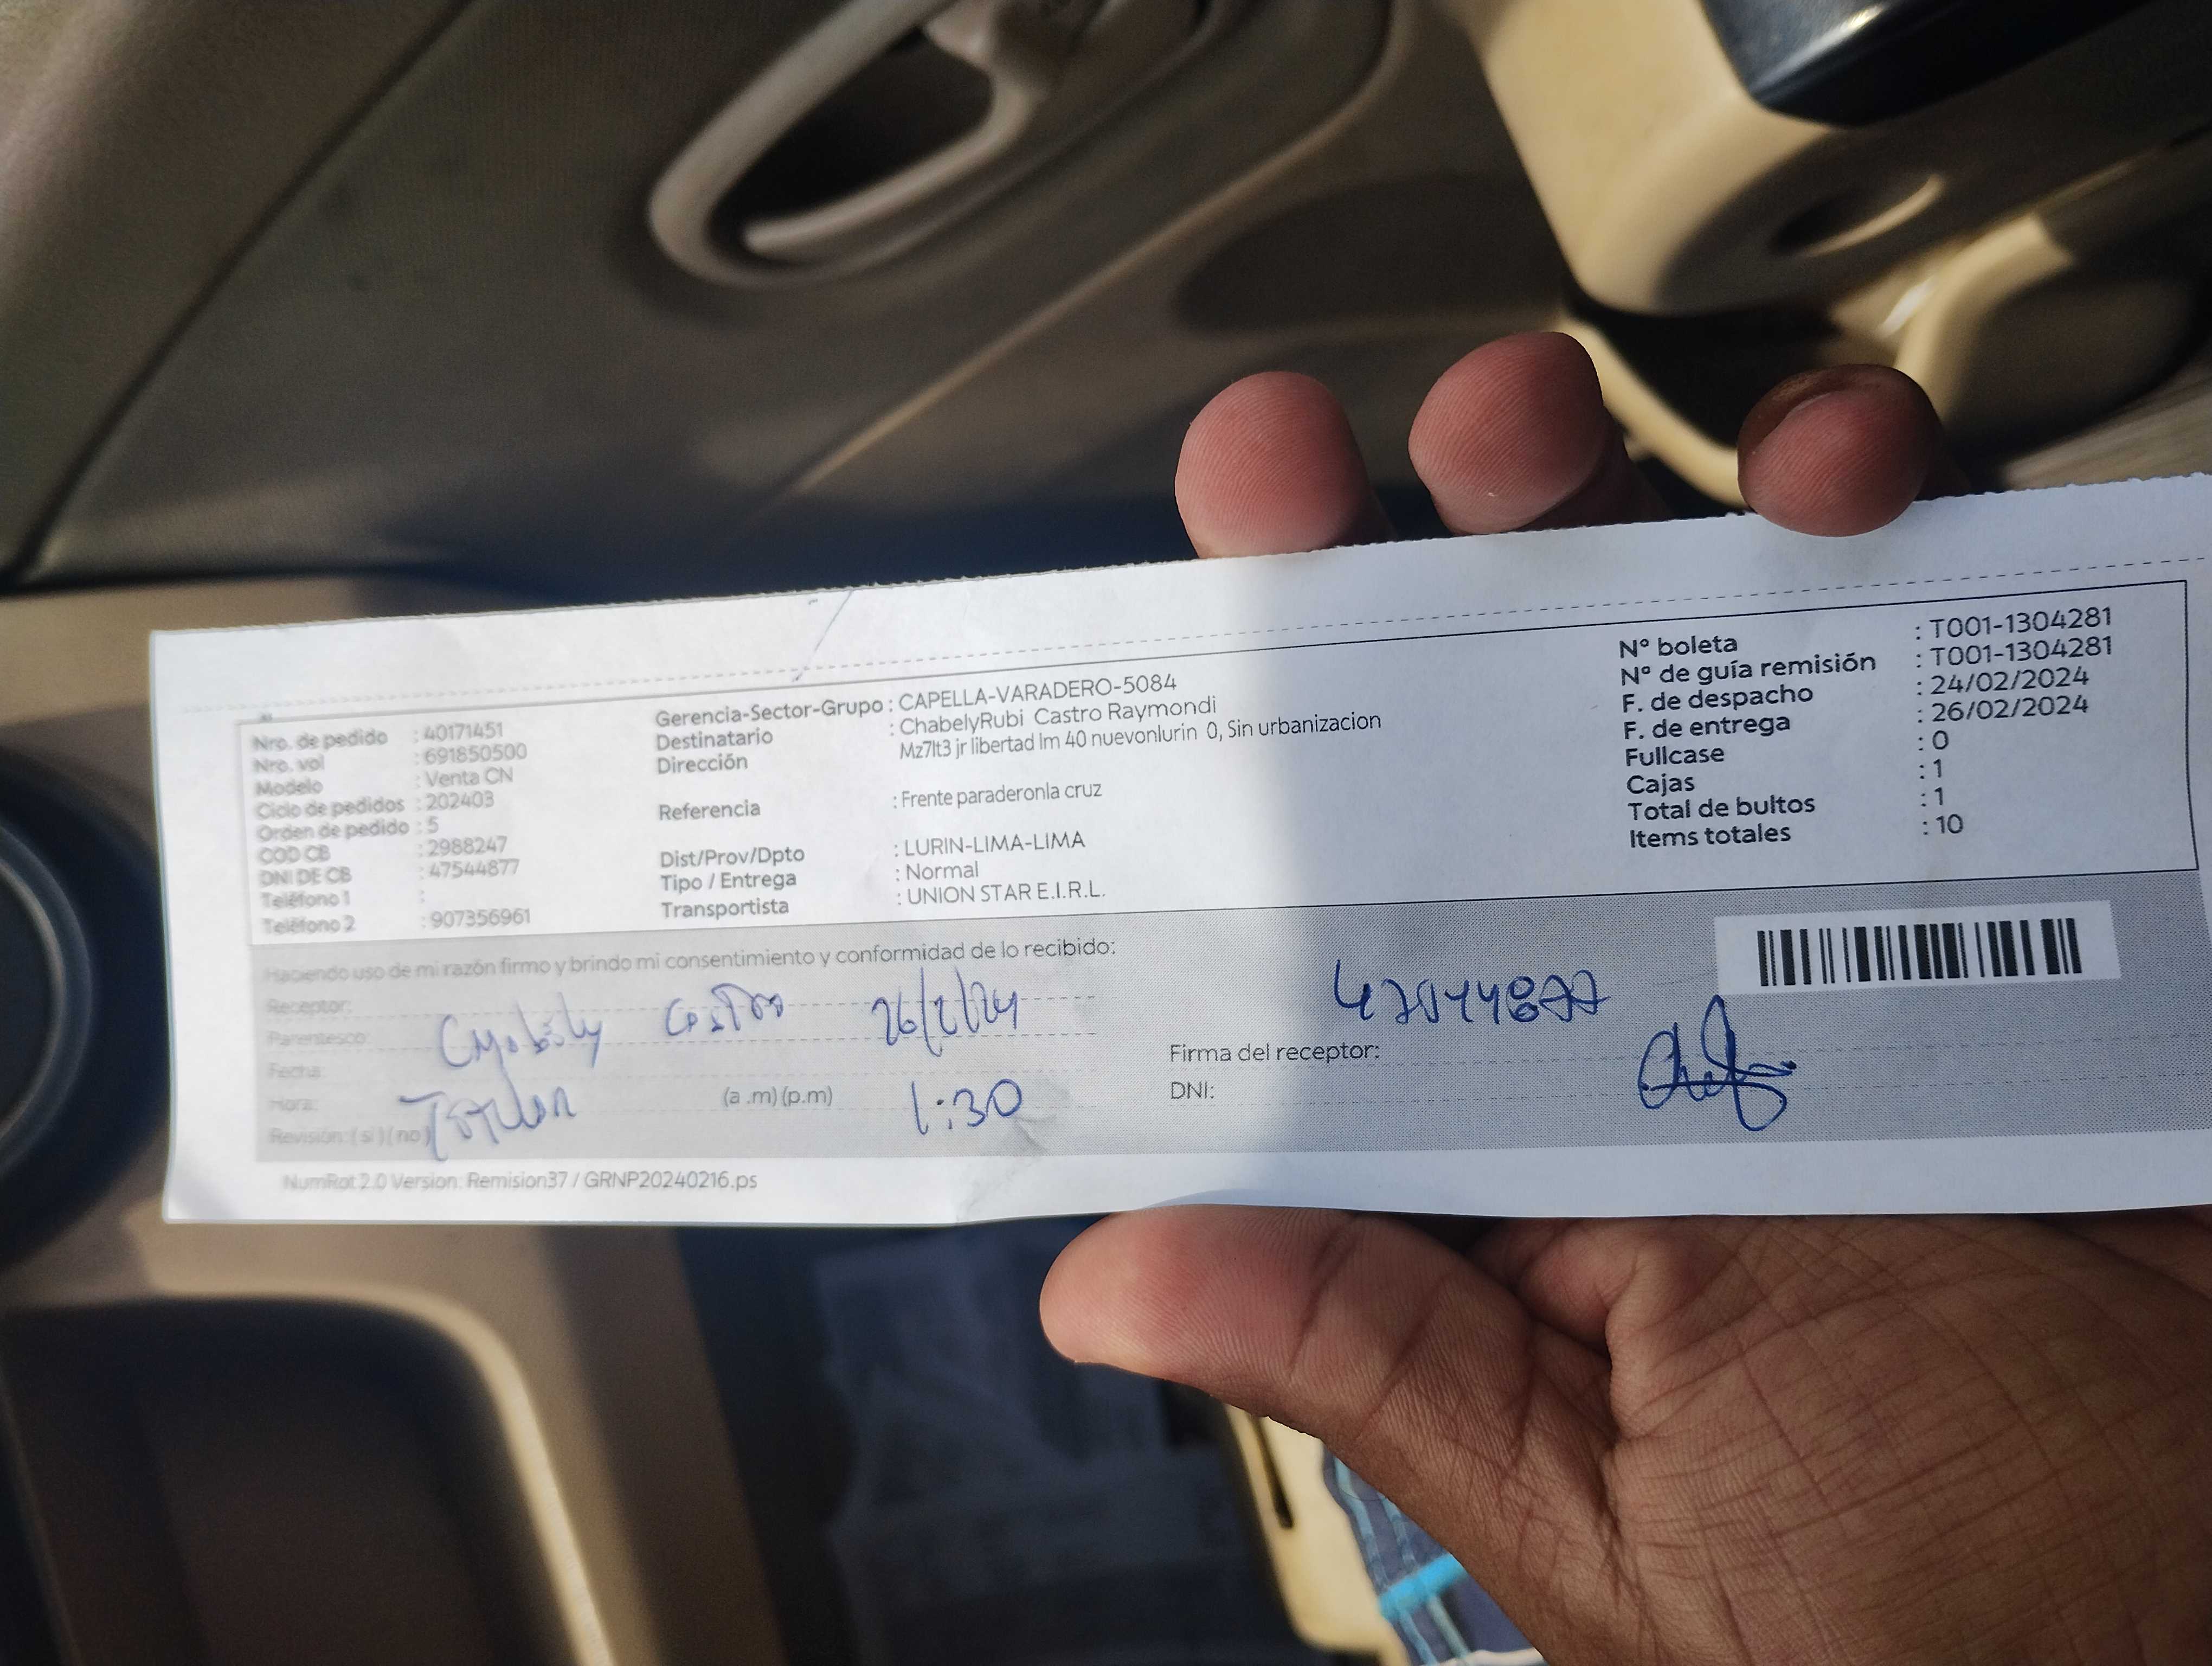 Nro. de pedido : 40171451
Nro. vol : 691850500
Modelo : Venta CN
Ciclo de pedidos : 202403
Orden de pedido : 5
COD CB : 2988247
DNI DE CB : 47544877
Teléfono 1 :
Teléfono 2 : 907356961
Gerencia-Sector-Grupo : CAPELLA-VARADERO-5084
Destinatario : ChabelyRubi Castro Raymondi
Dirección Mz7lt3 jr libertad lm 40 nuevonlurin 0, Sin urbanizacion
Referencia : Frente paraderonla cruz
Dist/Prov/Dpto : LURIN-LIMA-LIMA
Tipo / Entrega : Normal
Transportista : UNION STAR E.I.R.L.
N° boleta : T001-1304281
N° de guía remisión : T001-1304281
F. de despacho : 24/02/2024
F. de entrega : 26/02/2024
Fullcase : 0
Cajas : 1
Total de bultos : 1
Items totales : 10
Haciendo uso de mi razón firmo y brindo mi consentimiento y conformidad de lo recibido:
Receptor:
Parentesco: Castro 26/2/24
Fecha:
Hora: (a .m) (p.m) 1:30
Revisión: ( si ) ( no )
47544877
Firma del receptor:
DNI:
NumRot 2.0 Version: Remision37 / GRNP20240216.ps